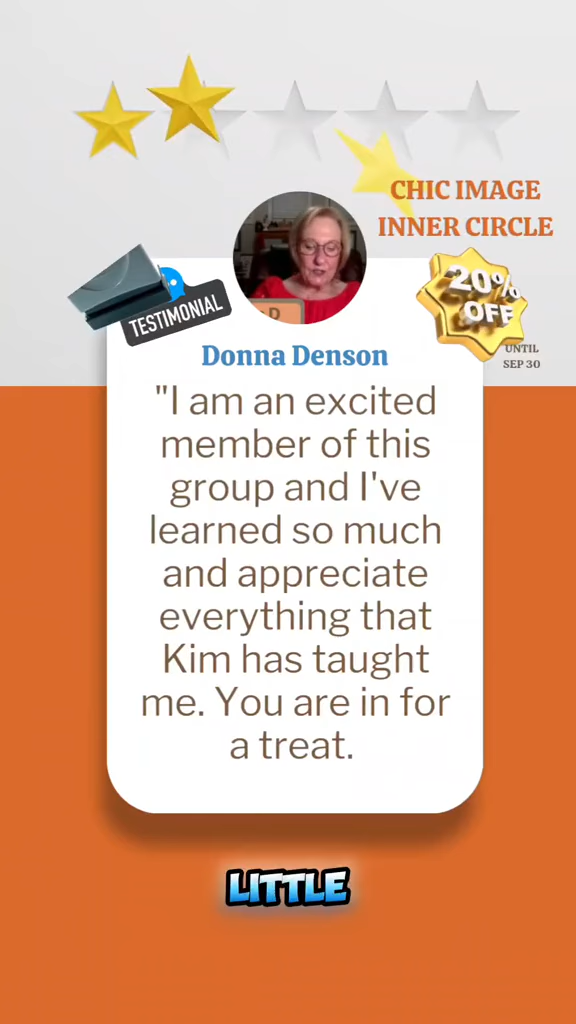 CHIC IMAGE
INNER CIRCLE
20%
OFF
UNTIL
SEP 30
TESTIMONIAL
Donna Denson
"I am an excited
member of this
group and I've
learned so much
and appreciate
everything that
Kim has taught
me. You are in for
a treat.
LITTLE